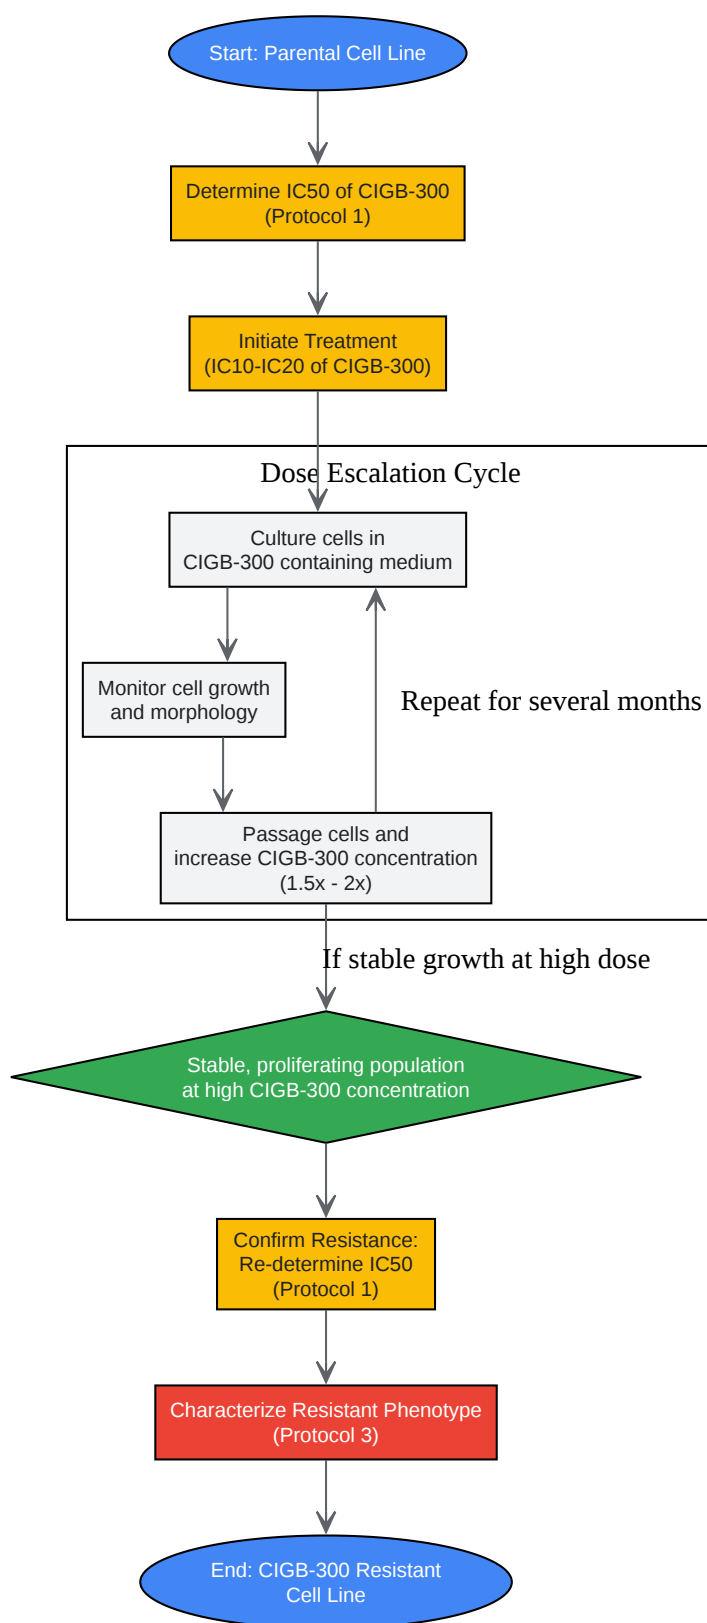 Start: Parental Cell Line
Determine IC50 of CIGB-300
(Protocol 1)
Initiate Treatment
(IC10-IC20 of CIGB-300)
Dose Escalation Cycle
Culture cells in
CIGB-300 containing medium
Monitor cell growth
and morphology
Repeat for several months
Passage cells and
increase CIGB-300 concentration
(1.5x - 2x)
If stable growth at high dose
Stable, proliferating population
at high CIGB-300 concentration
Confirm Resistance:
Re-determine IC50
(Protocol 1)
Characterize Resistant Phenotype
(Protocol 3)
End: CIGB-300 Resistant
Cell Line